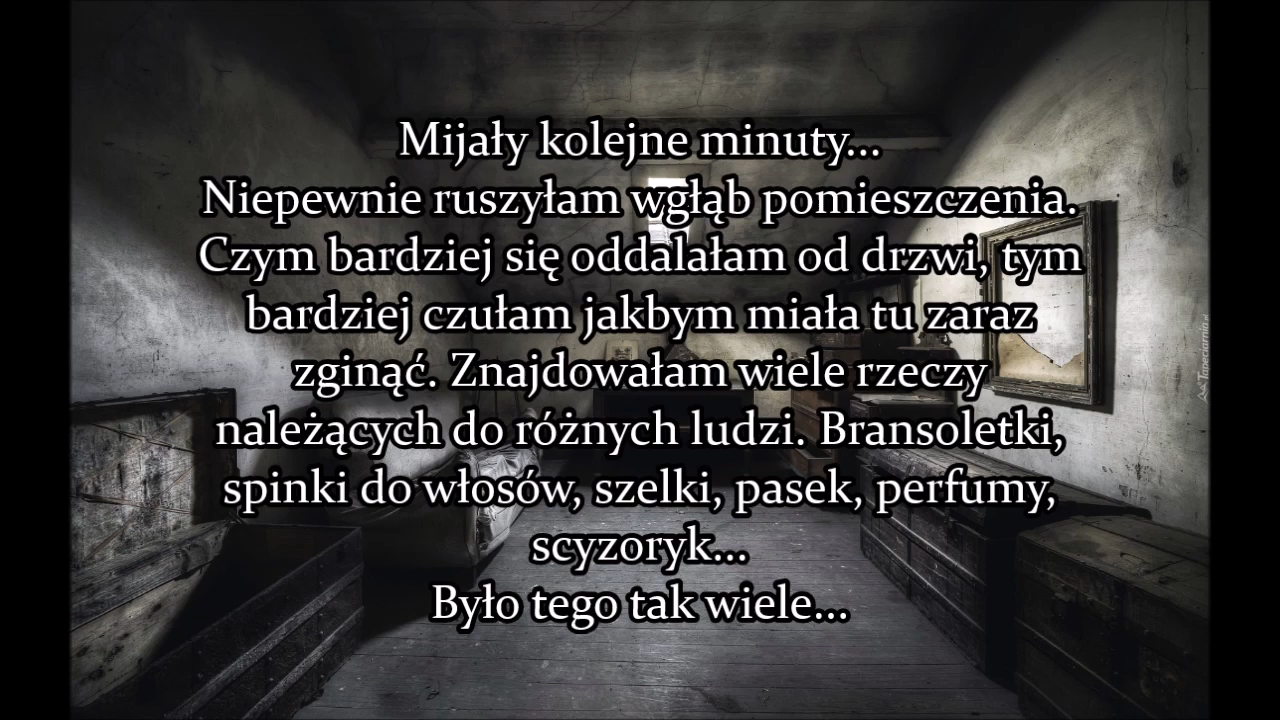 Mijały kolejne minuty...
Niepewnie ruszyłam wgłąb pomieszczenia.
Czym bardziej się oddalałam od drzwi, tym
bardziej czułam jakbym miała tu zaraz
zginąć. Znajdowałam wiele rzeczy
należących do różnych ludzi. Bransoletki,
spinki do włosów, szelki, pasek, perfumy,
scyzoryk...
Było tego tak wiele...
Tapeciarnia.pl